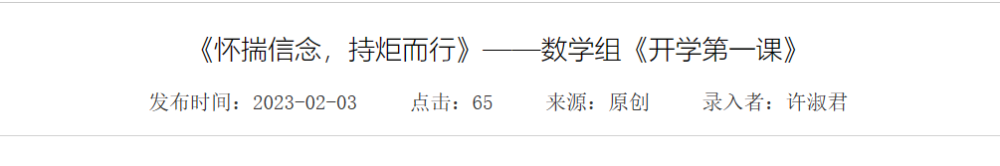 《怀揣信念，持炬而行》——数学组《开学第一课》
发布时间：2023-02-03 点击：65 来源：原创 录入者：许淑君